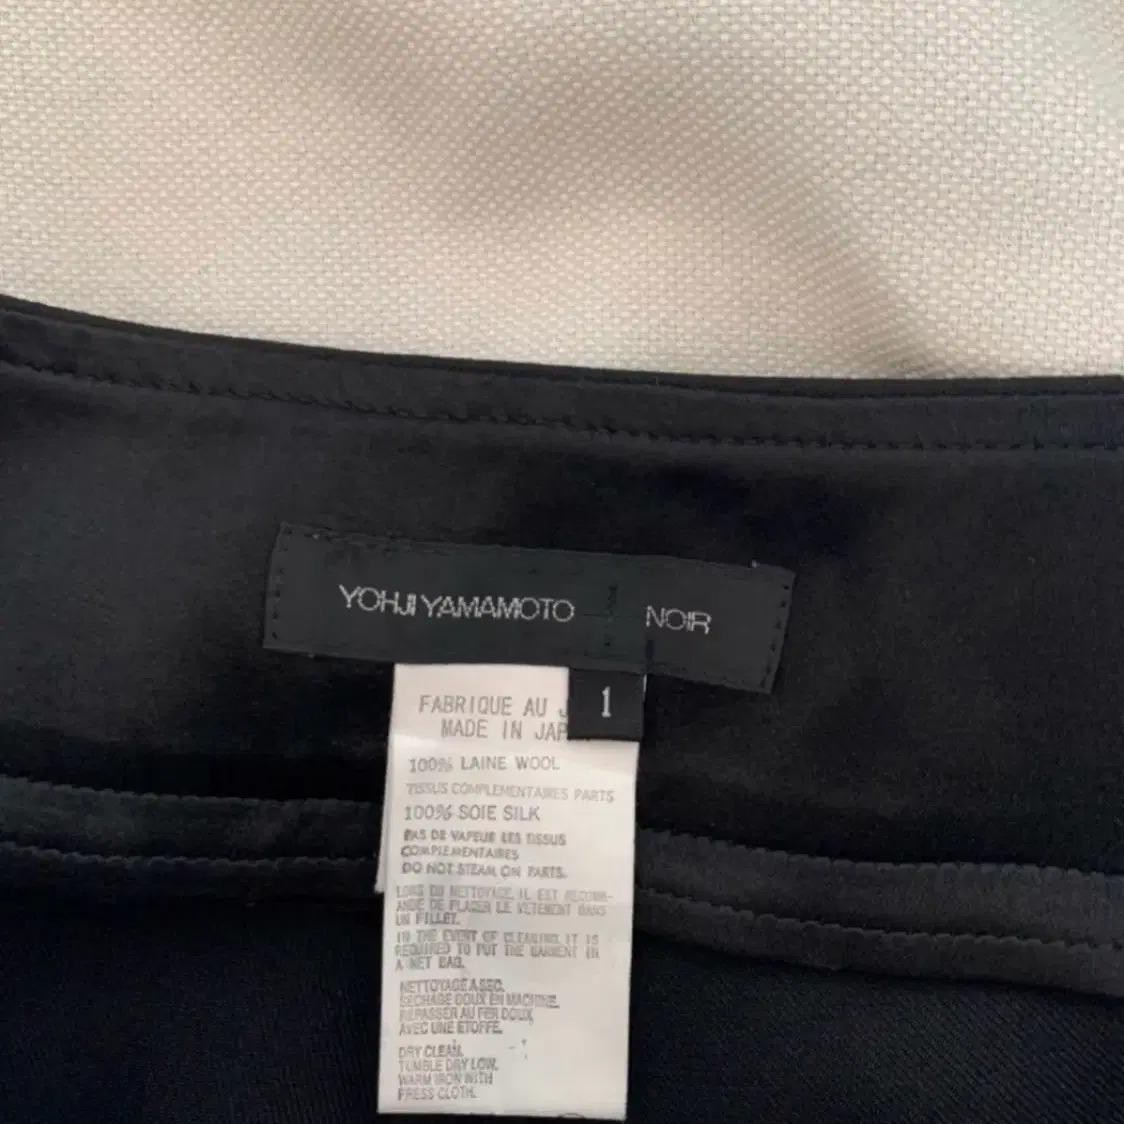 YOHJI YAMAMOTO NOIR
1
FABRIQUE AU J
MADE IN JAP
100% LAINE WOOL
TISSUS COMPLEMENTAIRES PARTS
100% SOIE SILK
PAS DE VAPEUR LES TISSUS
COMPLEMENTAIRES
DO NOT STEAM ON PARTS.
LORS DU NETTOYAGE, IL EST RECOMM-
ANDE DE PLACER LE VETEMENT DANS
UN FILLET.
IN THE EVENT OF CLEANING, IT IS
REQUIRED TO PUT THE GARMENT IN
A NET BAG.
NETTOYAGE A SEC.
SECHAGE DOUX EN MACHINE.
REPASSER AU FER DOUX,
AVEC UNE ETOFFE.
DRY CLEAN.
TUMBLE DRY LOW.
WARM IRON WITH
PRESS CLOTH.